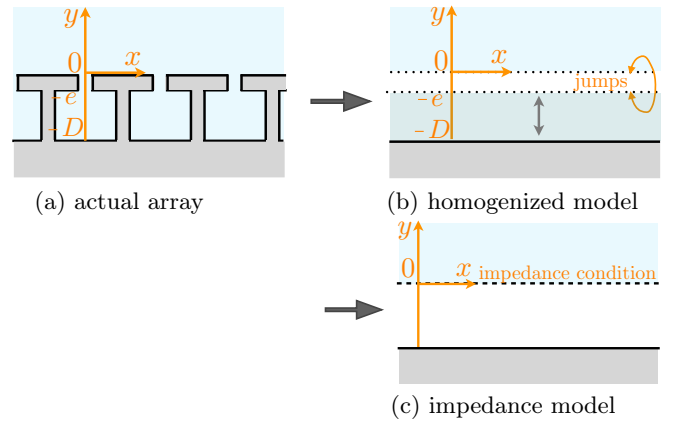 y
0
x
-e
-D
(a) actual array
y
0
x
jumps
-e
-D
(b) homogenized model
y
0
x
impedance condition
(c) impedance model